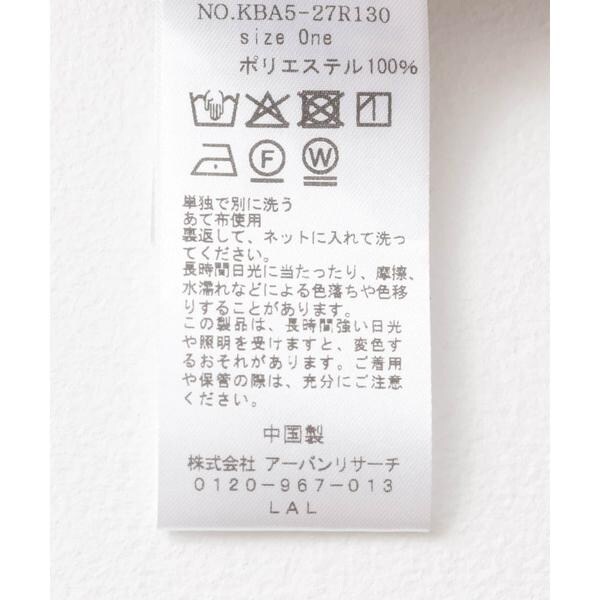 NO.KBA5-27R130
size One
ポリエステル100%
F
W
単独で別に洗う
あて布使用
裏返して、ネットに入れて洗っ
てください。
長時間日光に当たったり、摩擦、
水濡れなどによる色落ちや色移
りすることがあります。
この製品は、長時間強い日光
や照明を受けますと、変色す
るおそれがあります。ご着用
や保管の際は、充分にご注意
ください。
中国製
株式会社 アーバンリサーチ
0120-967-013
LAL